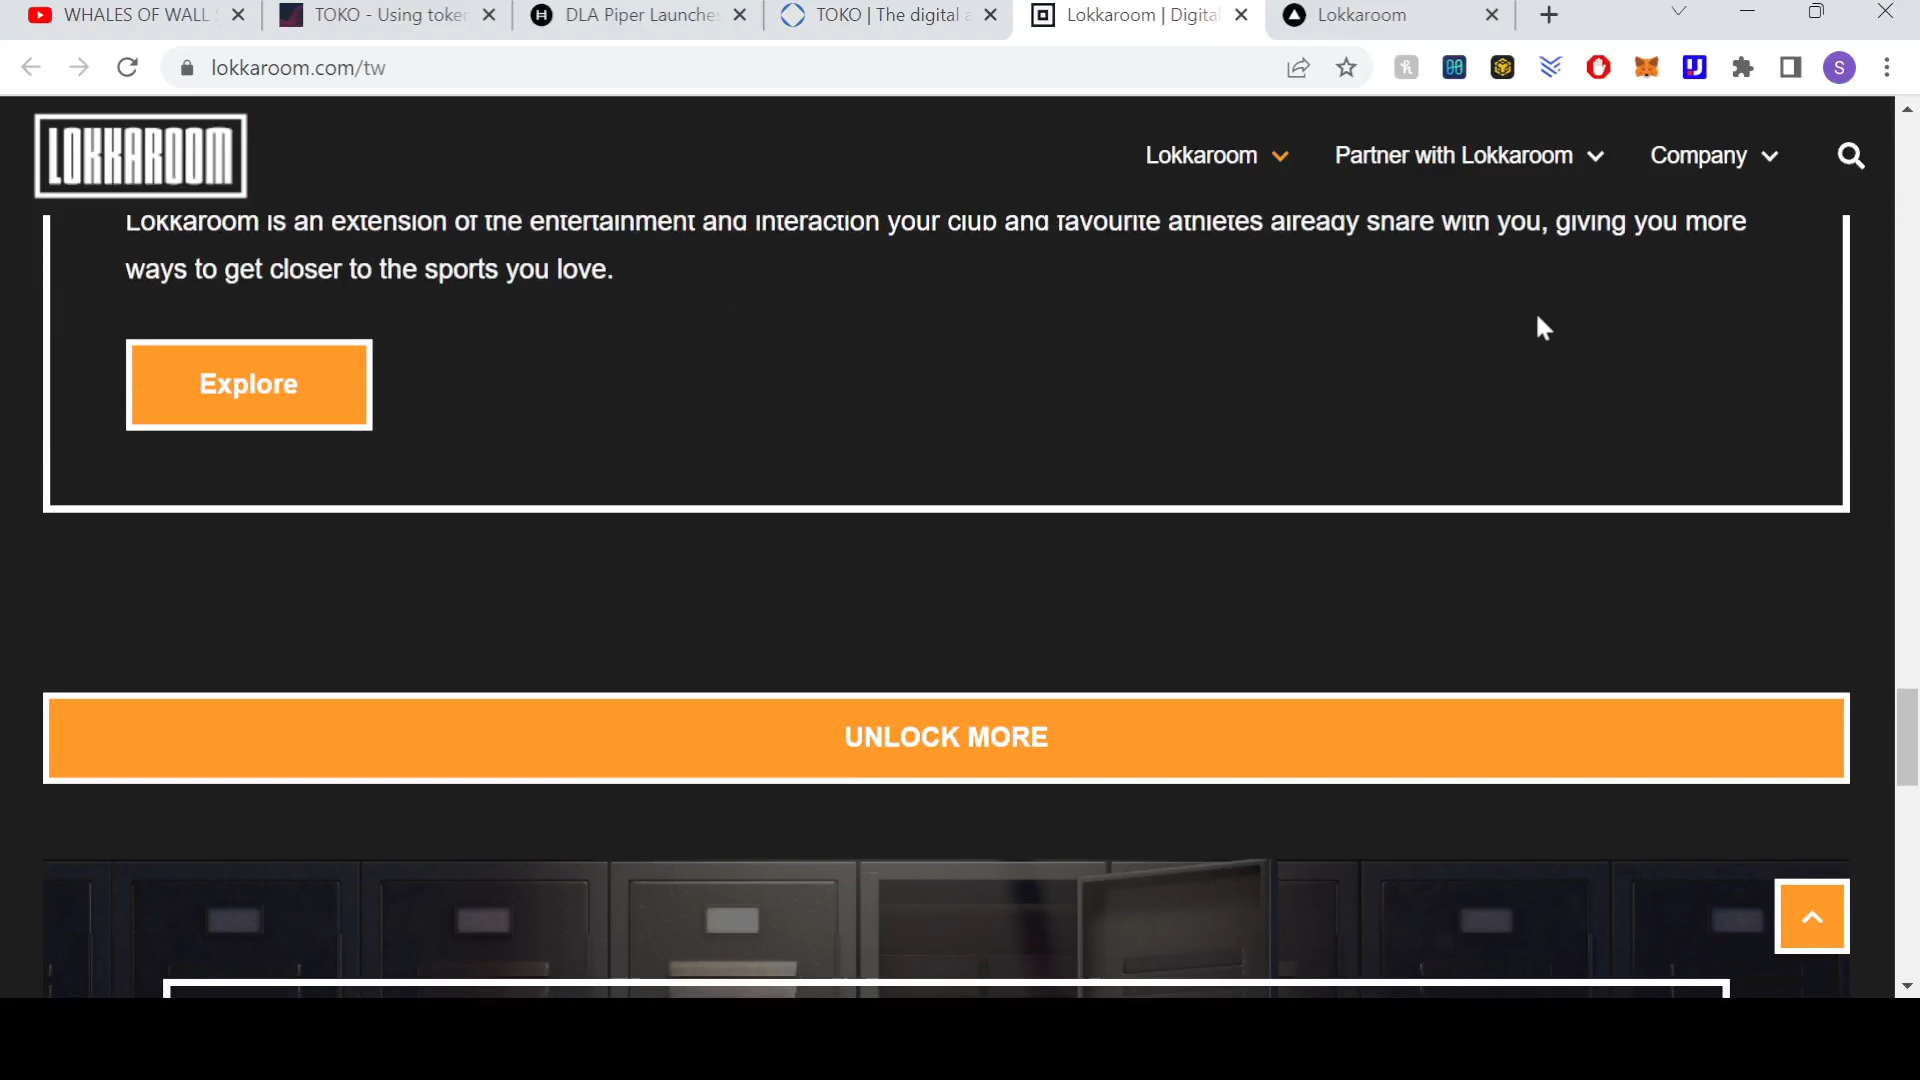 WHALES OF WALL
TOKO - Using toker
DLA Piper Launche
TOKO | The digital a
Lokkaroom | Digital
Lokkaroom
lokkaroom.com/tw
S
LOKKAROOM
Lokkaroom
Partner with Lokkaroom
Company
Lokkaroom is an extension of the entertainment and interaction your club and favourite athletes already share with you, giving you more
ways to get closer to the sports you love.
Explore
UNLOCK MORE